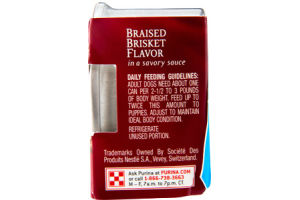 BRAISED
BRISKET
FLAVOR
in a savory sauce
DAILY FEEDING GUIDELINES:
ADULT DOGS NEED ABOUT ONE
CAN PER 2-1/2 TO 3 POUNDS
OF BODY WEIGHT. FEED UP TO
TWICE THIS AMOUNT TO
PUPPIES. ADJUST TO MAINTAIN
IDEAL BODY CONDITION.
REFRIGERATE
UNUSED PORTION.
Trademarks Owned By Société Des
Produits Nestlé S.A., Vevey, Switzerland.
Ask Purina at PURINA.COM
or call 1-866-738-3663
M – F, 7 a.m. to 7 p.m. CT